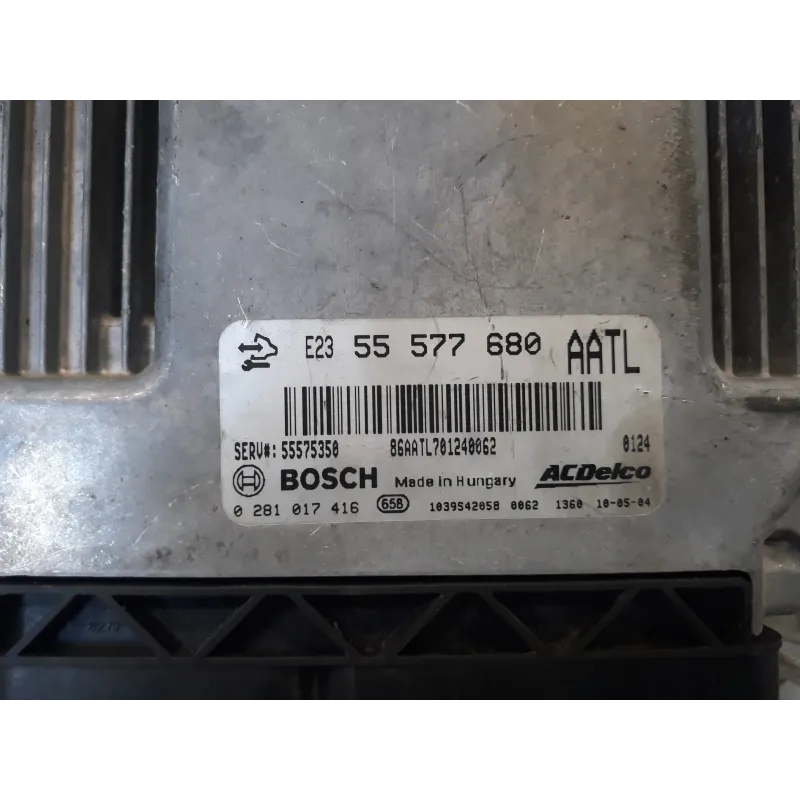 E23 55 577 680 AATL
SERV#: 55575350 86AATL701240062 0124
BOSCH Made in Hungary ACDelco
0 281 017 416 658 1039S42058 0062 1360 10-05-04
8277